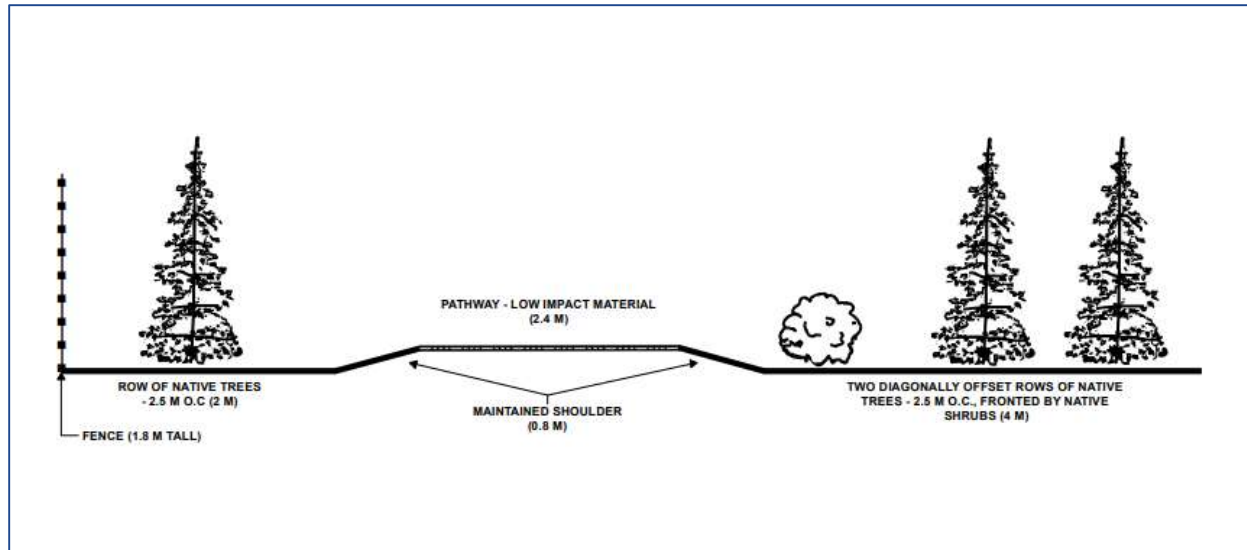 PATHWAY - LOW IMPACT MATERIAL
(2.4 M)
ROW OF NATIVE TREES
- 2.5 M O.C (2 M)
FENCE (1.8 M TALL)
MAINTAINED SHOULDER
(0.8 M)
TWO DIAGONALLY OFFSET ROWS OF NATIVE
TREES - 2.5 M O.C., FRONTED BY NATIVE
SHRUBS (4 M)